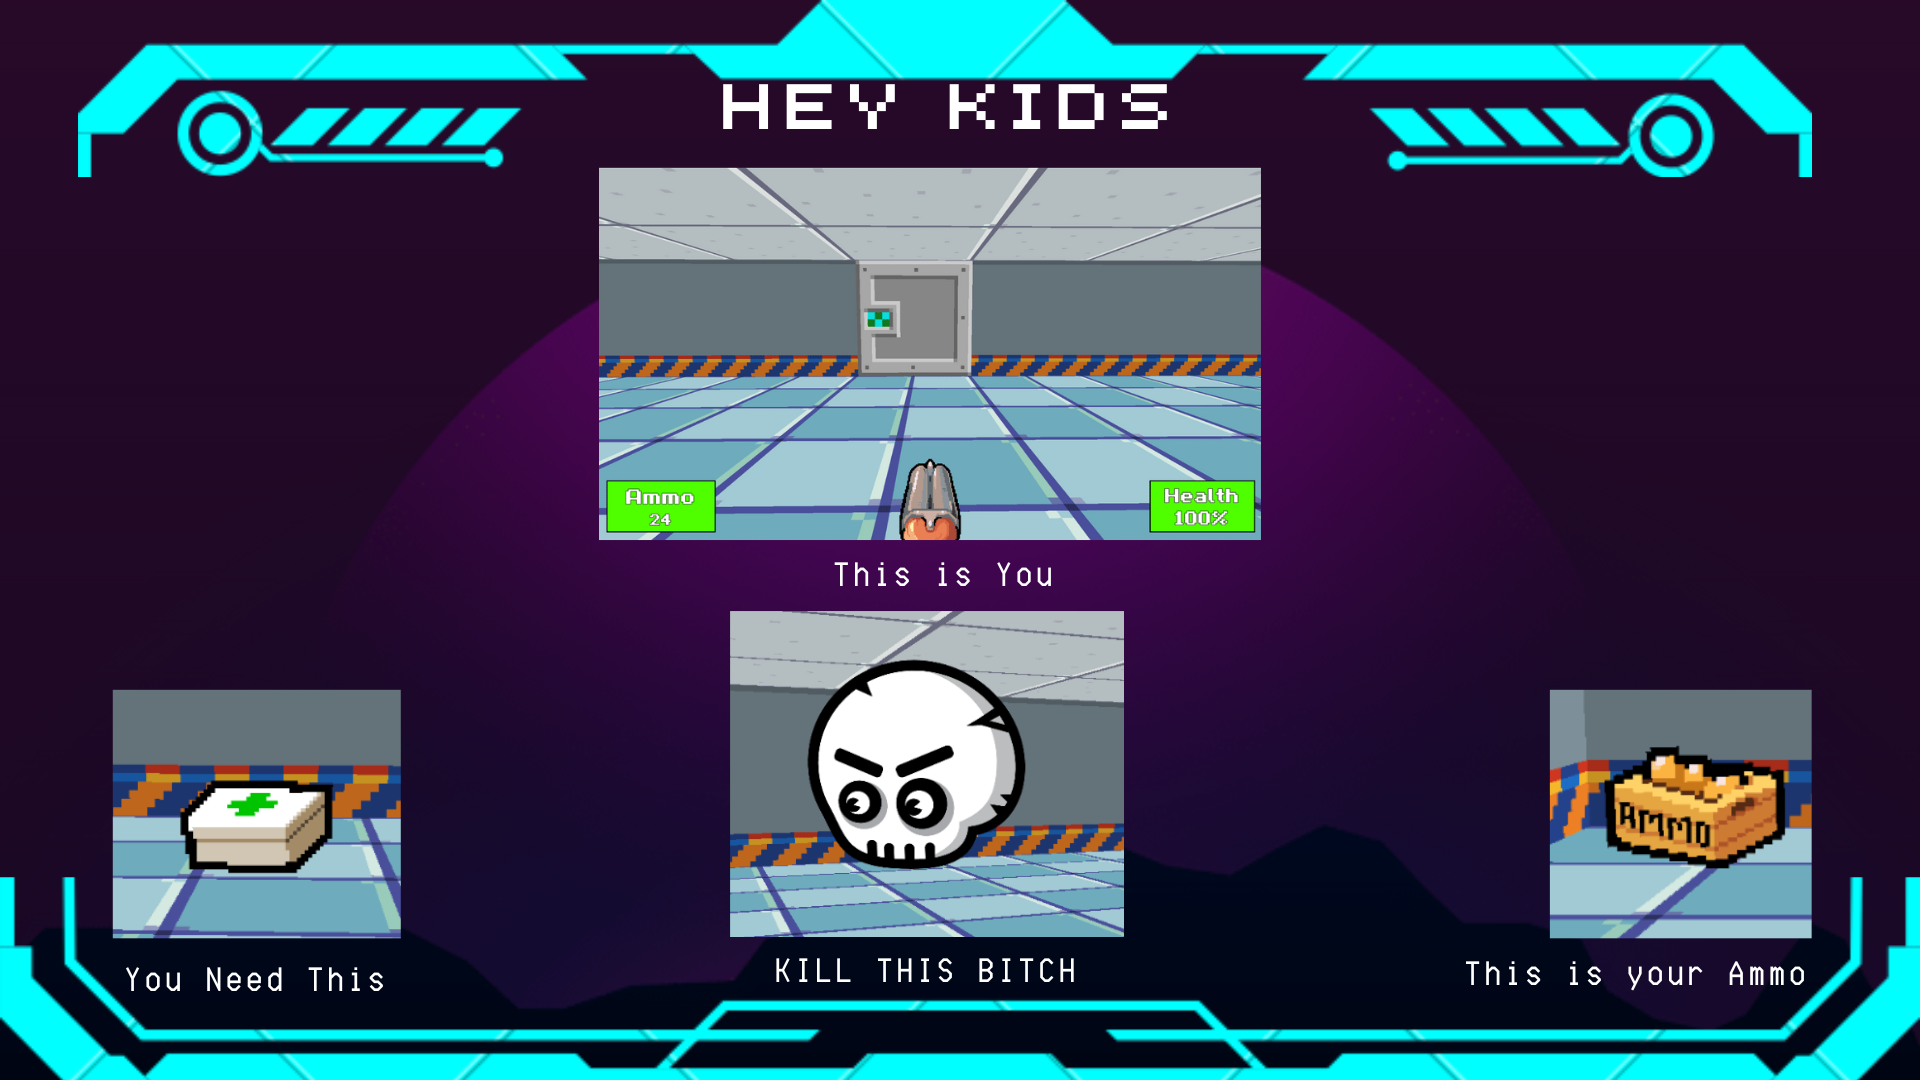 HEY KIDS
Ammo
24
Health
100%
This is You
AMMO
You Need This
KILL THIS BITCH
This is your Ammo